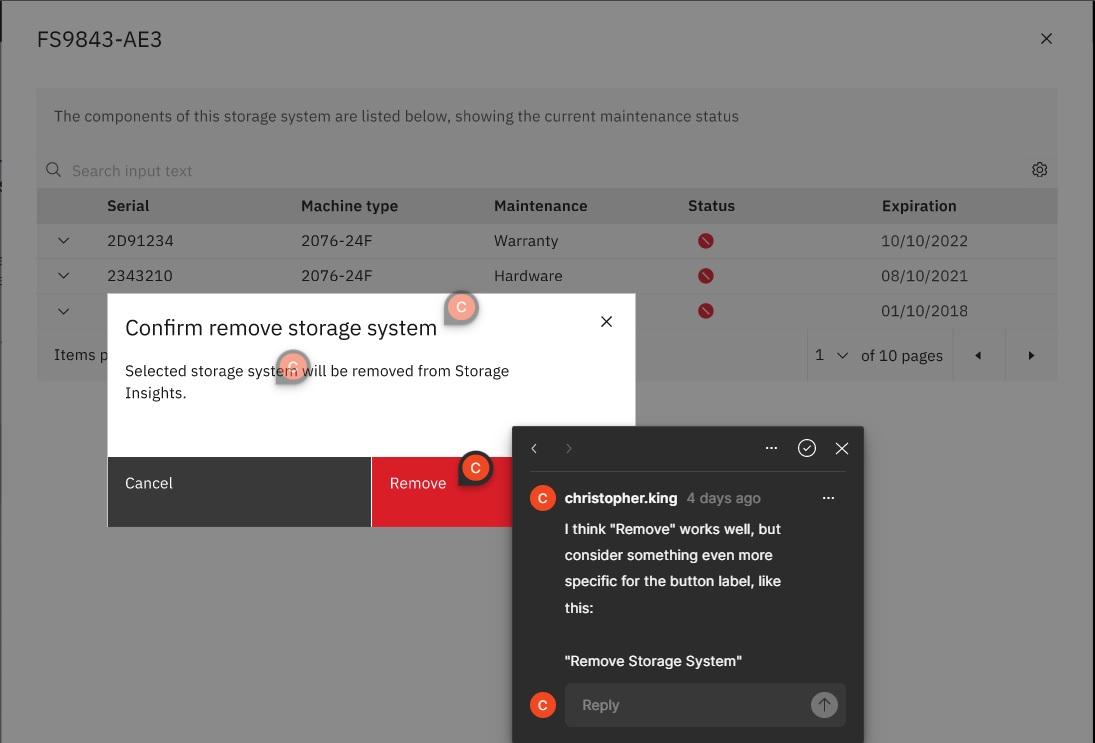 FS9843-AE3
The components of this storage system are listed below, showing the current maintenance status
Search input text
Serial Machine type Maintenance Status Expiration
2D91234 2076-24F Warranty 10/10/2022
2343210 2076-24F Hardware 08/10/2021
01/10/2018
Items p
1 of 10 pages
C
Confirm remove storage system
C
Selected storage system will be removed from Storage
Insights.
Cancel
Remove
C
C christopher.king 4 days ago
I think "Remove" works well, but
consider something even more
specific for the button label, like
this:
"Remove Storage System"
C Reply